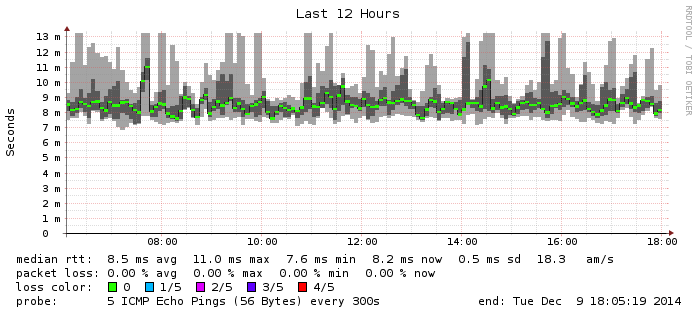 Last 12 Hours
RRDTOOL / TOBI OETIKER
Seconds
13 m
12 m
11 m
10 m
9 m
8 m
7 m
6 m
5 m
4 m
3 m
2 m
1 m
0
08:00 10:00 12:00 14:00 16:00 18:00
median rtt: 8.5 ms avg 11.0 ms max 7.6 ms min 8.2 ms now 0.5 ms sd 18.3 am/s
packet loss: 0.00 % avg 0.00 % max 0.00 % min 0.00 % now
loss color: 0 1/5 2/5 3/5 4/5
probe: 5 ICMP Echo Pings (56 Bytes) every 300s end: Tue Dec 9 18:05:19 2014